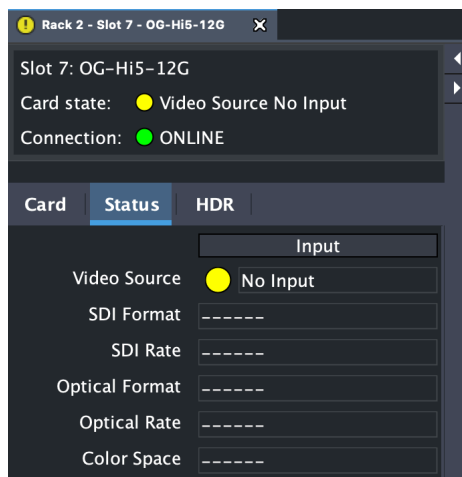 Rack 2 - Slot 7 - OG-Hi5-12G
Slot 7: OG-Hi5-12G
Card state: Video Source No Input
Connection: ONLINE
Card Status HDR
Input
Video Source No Input
SDI Format ------
SDI Rate ------
Optical Format ------
Optical Rate ------
Color Space ------